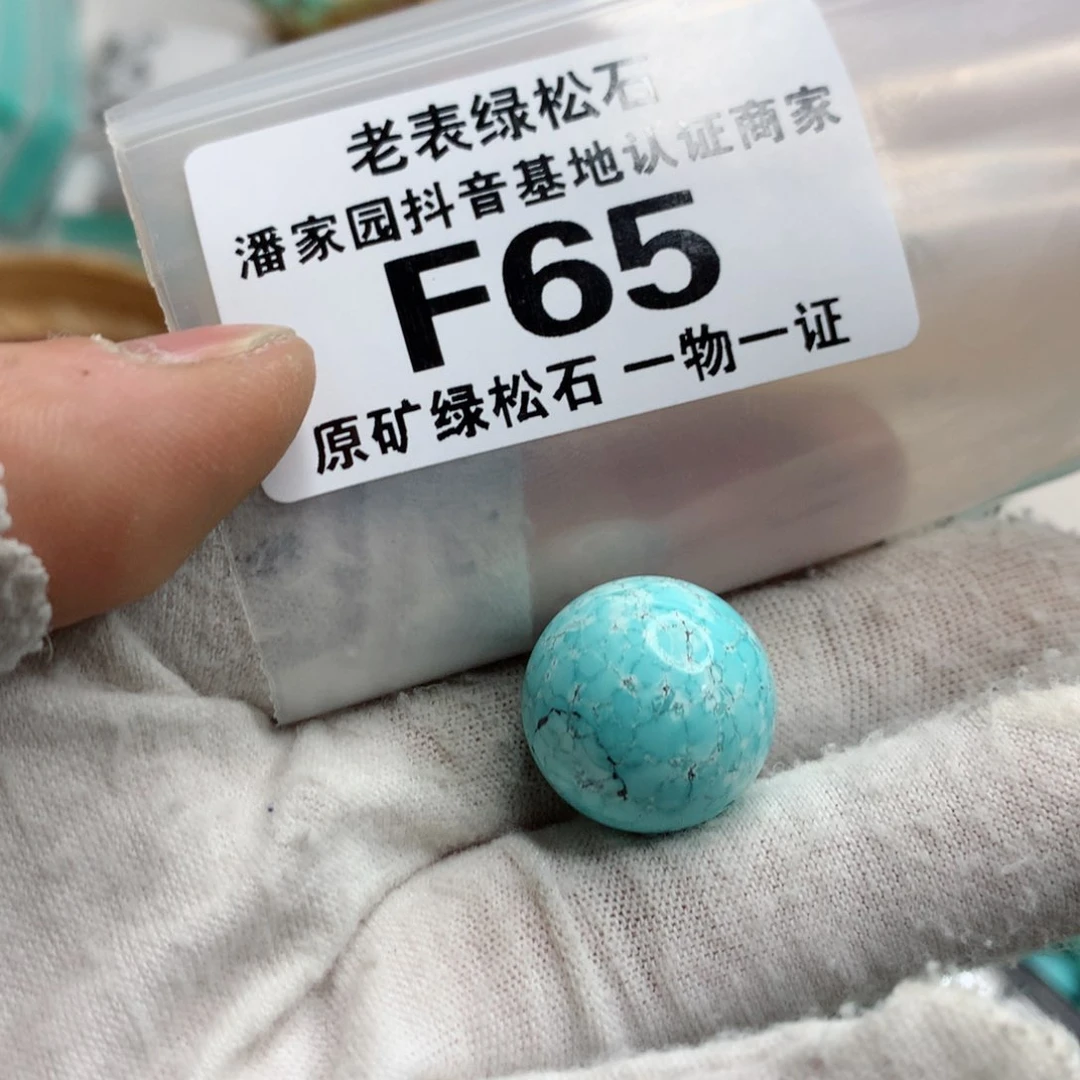 老表绿松石
潘家园抖音基地认证商家
F65
原矿绿松石 一物一证